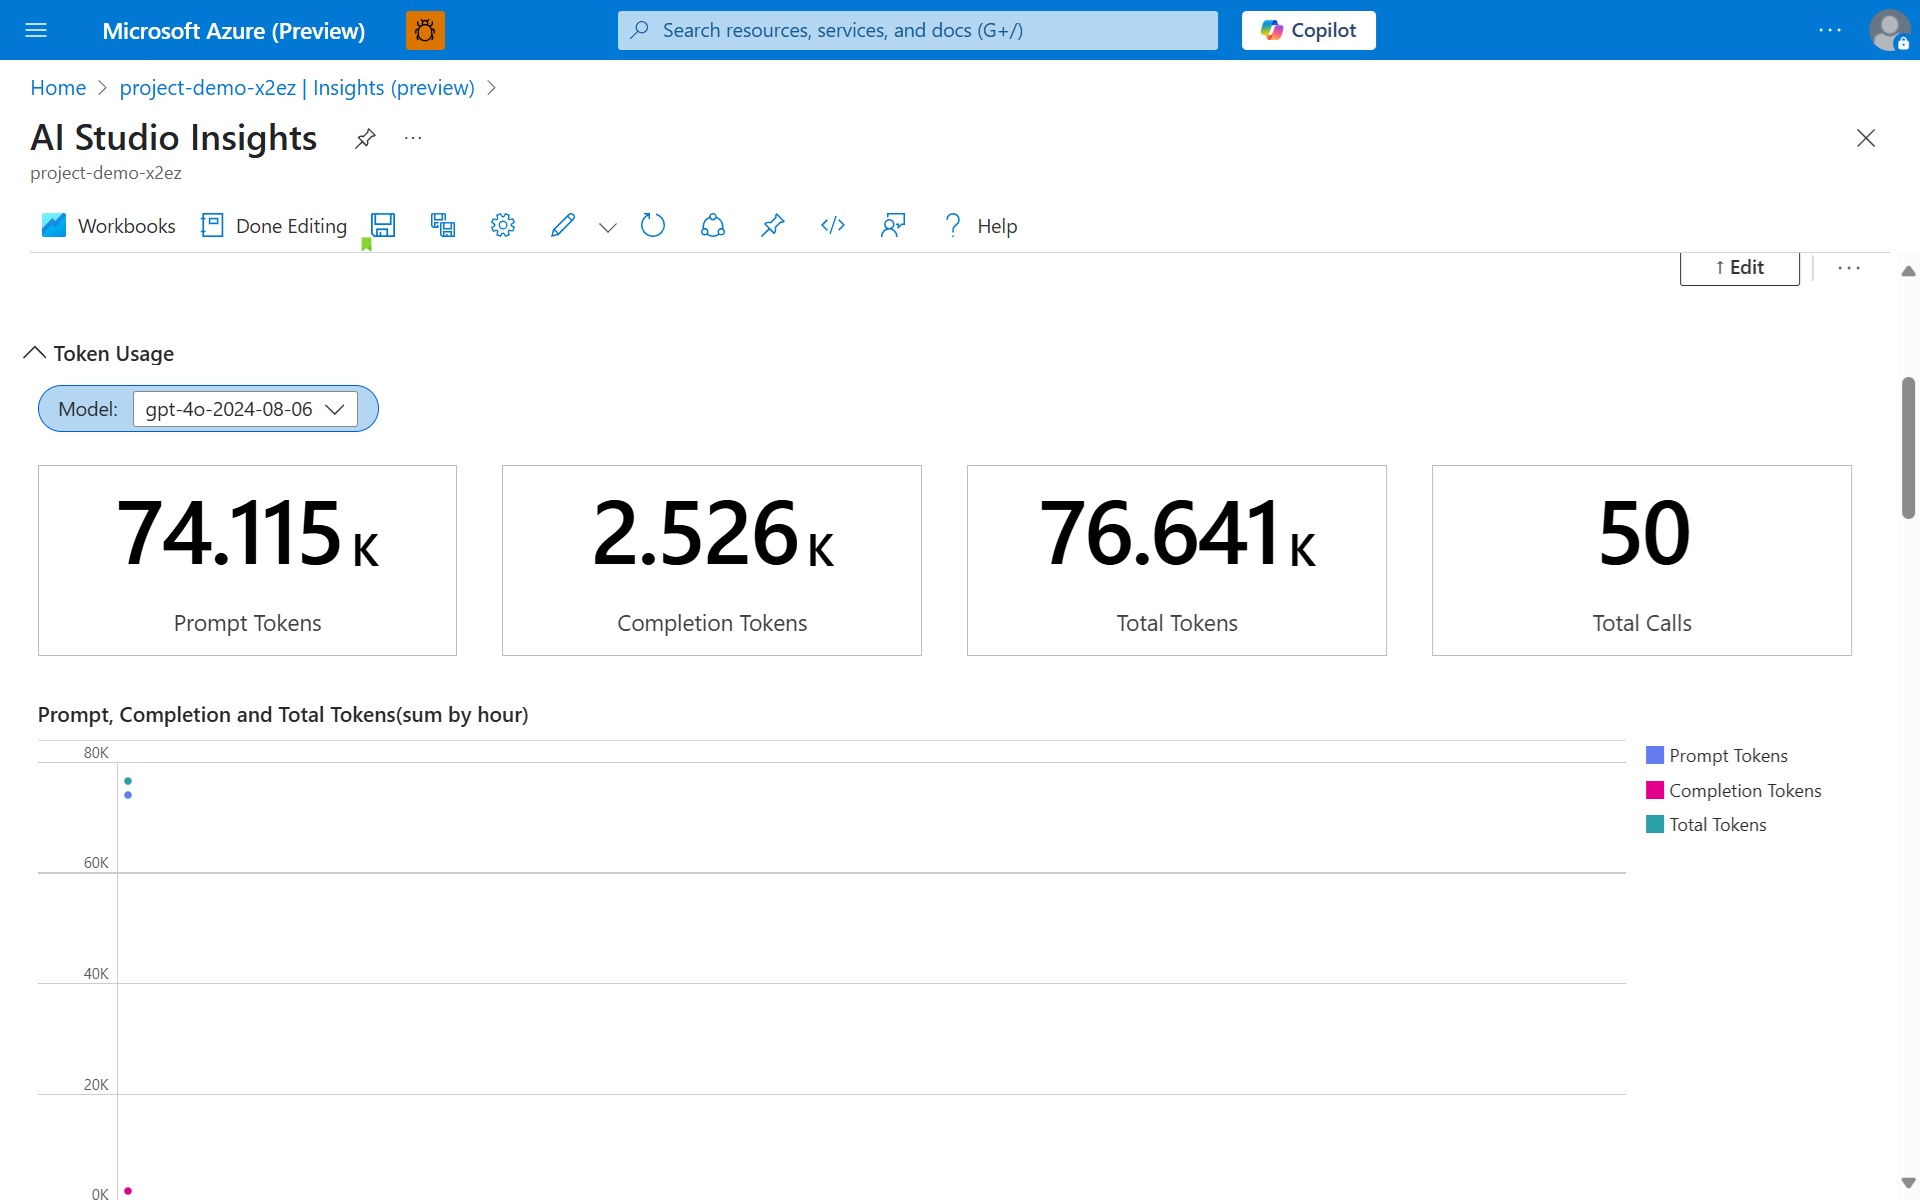 Microsoft Azure (Preview)
Search resources, services, and docs (G+/)
Copilot
Home
project-demo-x2ez | Insights (preview)
AI Studio Insights
project-demo-x2ez
Workbooks
Done Editing
Help
↑ Edit
Token Usage
Model: gpt-4o-2024-08-06
74.115 K
Prompt Tokens
2.526 K
Completion Tokens
76.641 K
Total Tokens
50
Total Calls
Prompt, Completion and Total Tokens(sum by hour)
80K
60K
40K
20K
0K
Prompt Tokens
Completion Tokens
Total Tokens